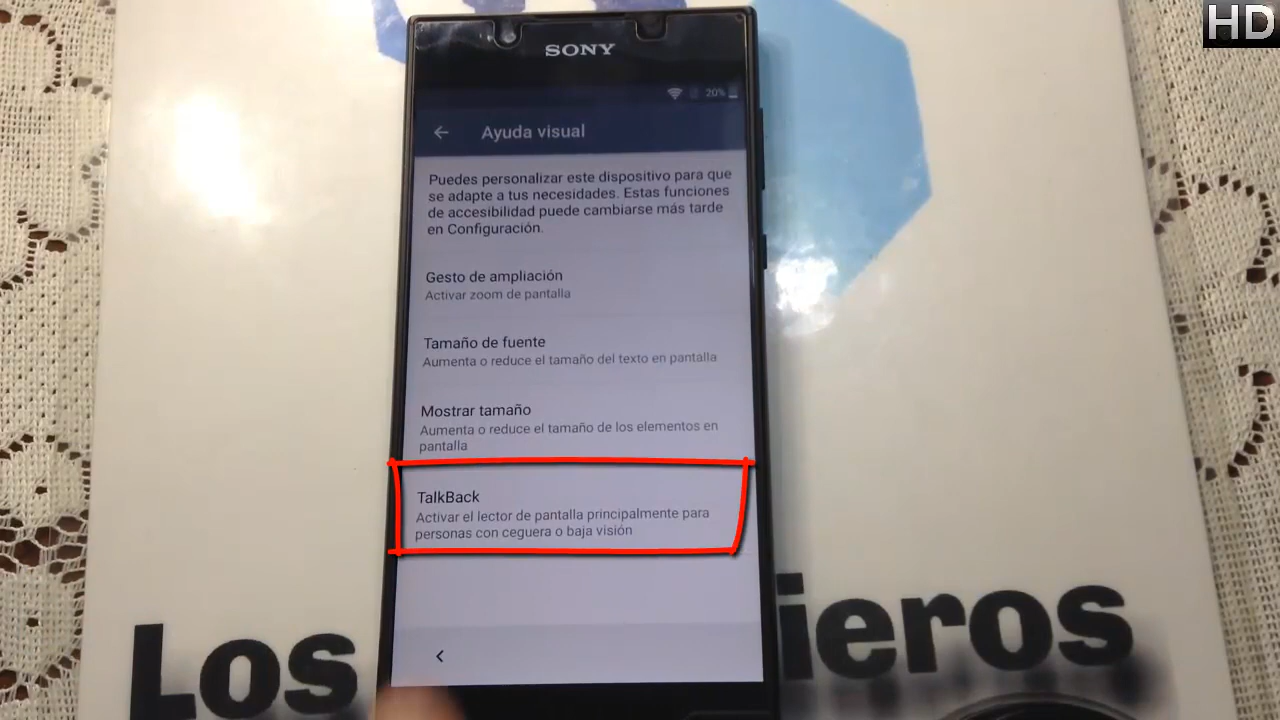 HD
SONY
20%
Ayuda visual
Puedes personalizar este dispositivo para que
se adapte a tus necesidades. Estas funciones
de accesibilidad puede cambiarse más tarde
en Configuración.
Gesto de ampliación
Activar zoom de pantalla
Tamaño de fuente
Aumenta o reduce el tamaño del texto en pantalla
Mostrar tamaño
Aumenta o reduce el tamaño de los elementos en
pantalla
TalkBack
Activar el lector de pantalla principalmente para
personas con ceguera o baja visión
Los ieros